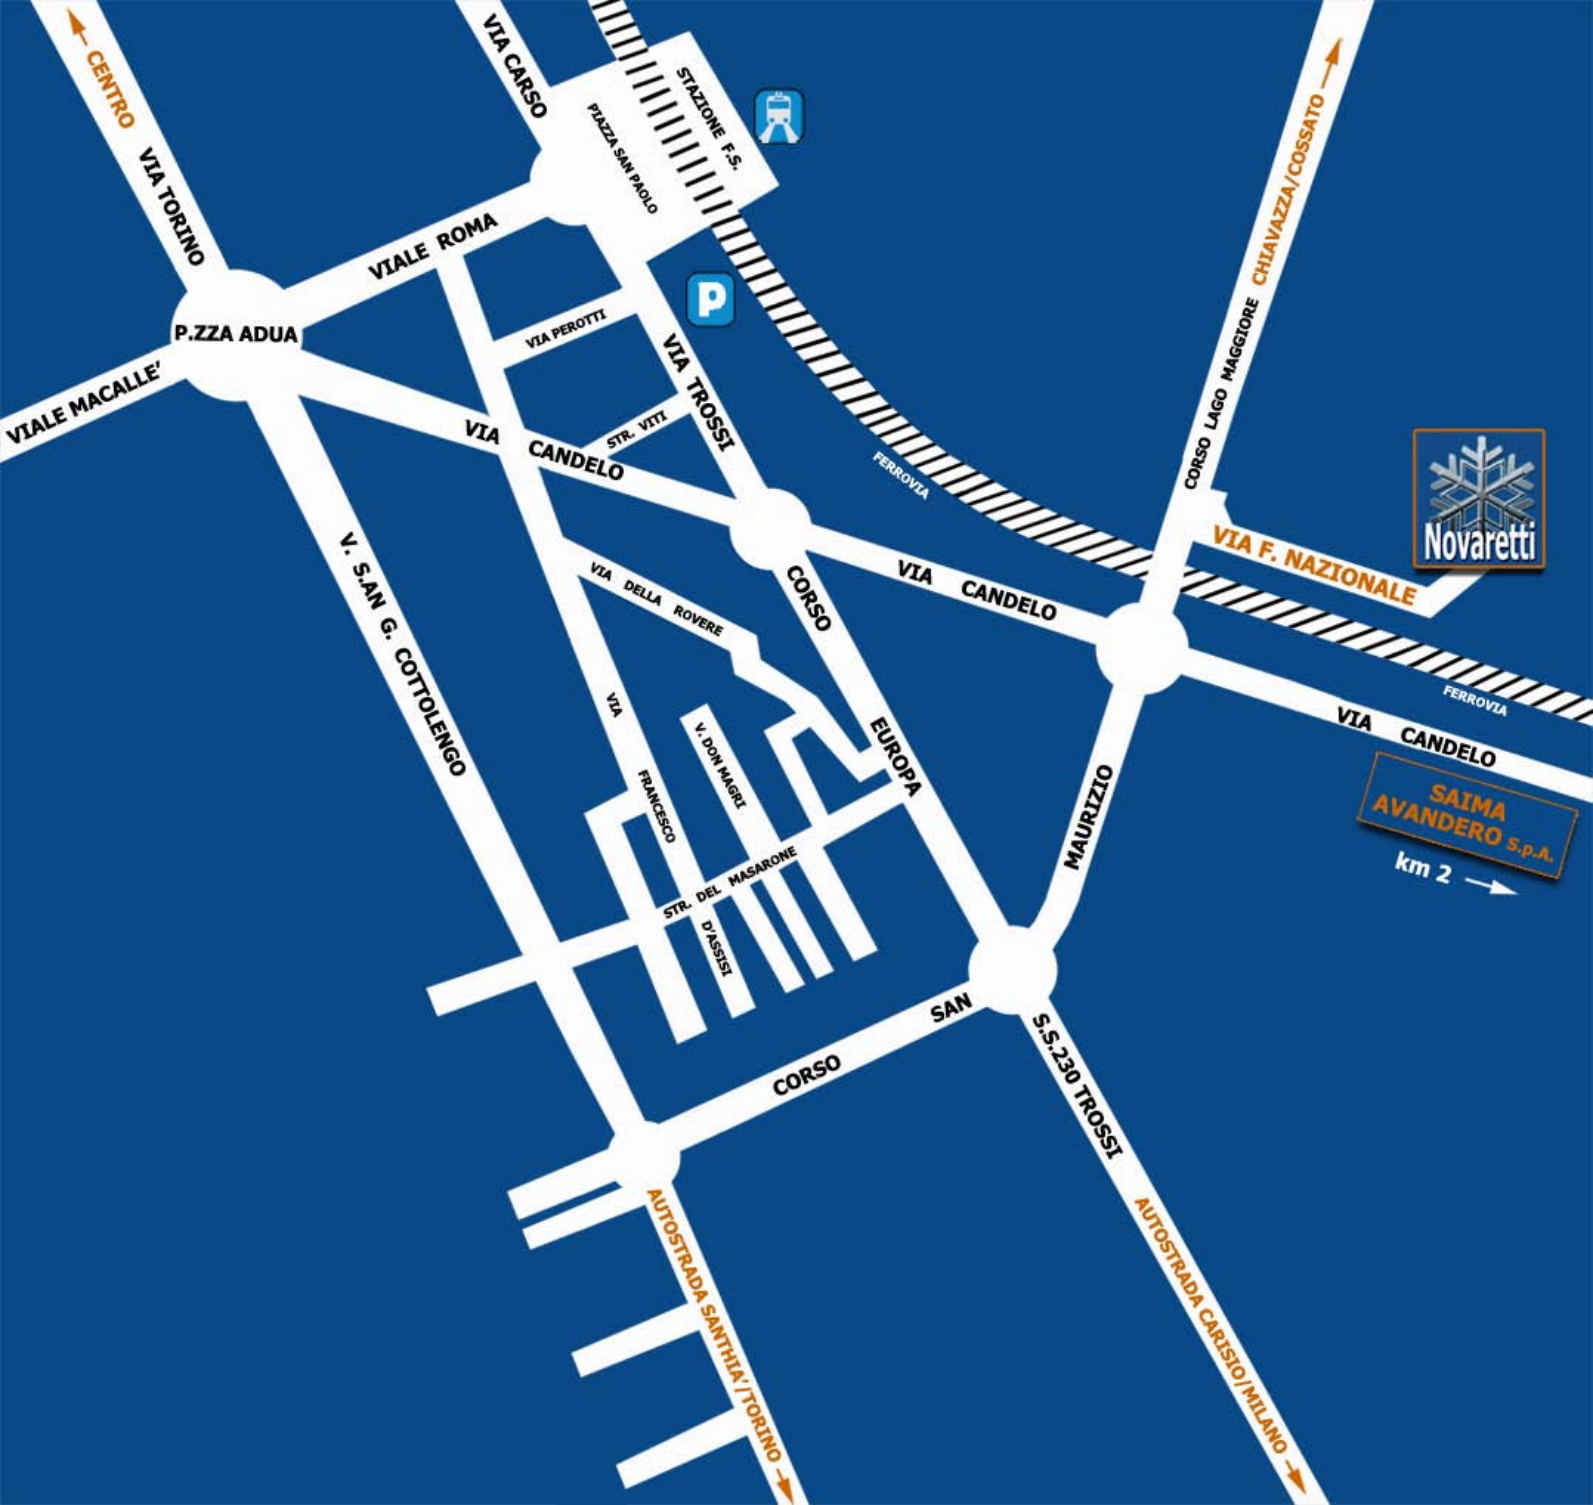 CENTRO
VIA TORINO
VIA CARSO
PIAZZA SAN PAOLO
STAZIONE F.S.
VIALE ROMA
P.ZZA ADUA
VIALE MACALLE'
VIA PEROTTI
P
VIA TROSSI
STR. VITI
VIA CANDELO
FERROVIA
CHIAVAZZA/COSSATO
CORSO LAGO MAGGIORE
Novaretti
VIA F. NAZIONALE
VIA CANDELO
FERROVIA
VIA CANDELO
SAIMA
AVANDERO S.p.A.
km 2
V. S.AN G. COTTOLENGO
VIA DELLA ROVERE
CORSO EUROPA
VIA FRANCESCO D'ASSISI
V. DON MAGRI
STR. DEL MASARONE
CORSO SAN MAURIZIO
S.S.230 TROSSI
AUTOSTRADA SANTHIA'/TORINO
AUTOSTRADA CARISIO/MILANO